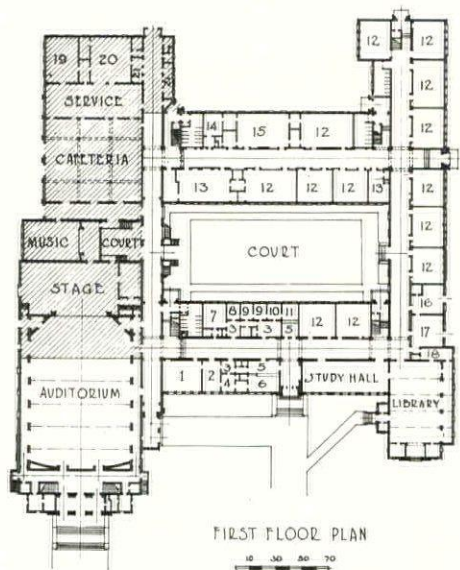 19 20
SERVICE
CAFETERIA
MUSIC COURT
STAGE
AUDITORIUM
12 12
12
12
14 15 12
13 12 12 12 13 12
12
12
COURT
7 8 9 9 10 11
3 3 5 12 12
16
17
18
1 2 3 5
4 6
STUDY HALL
LIBRARY
FIRST FLOOR PLAN
10 30 50 70